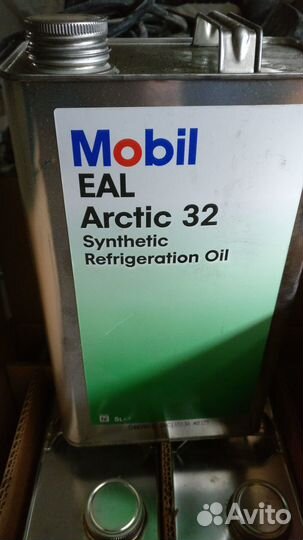 Mobil
EAL
Arctic 32
Synthetic
Refrigeration Oil
Avito